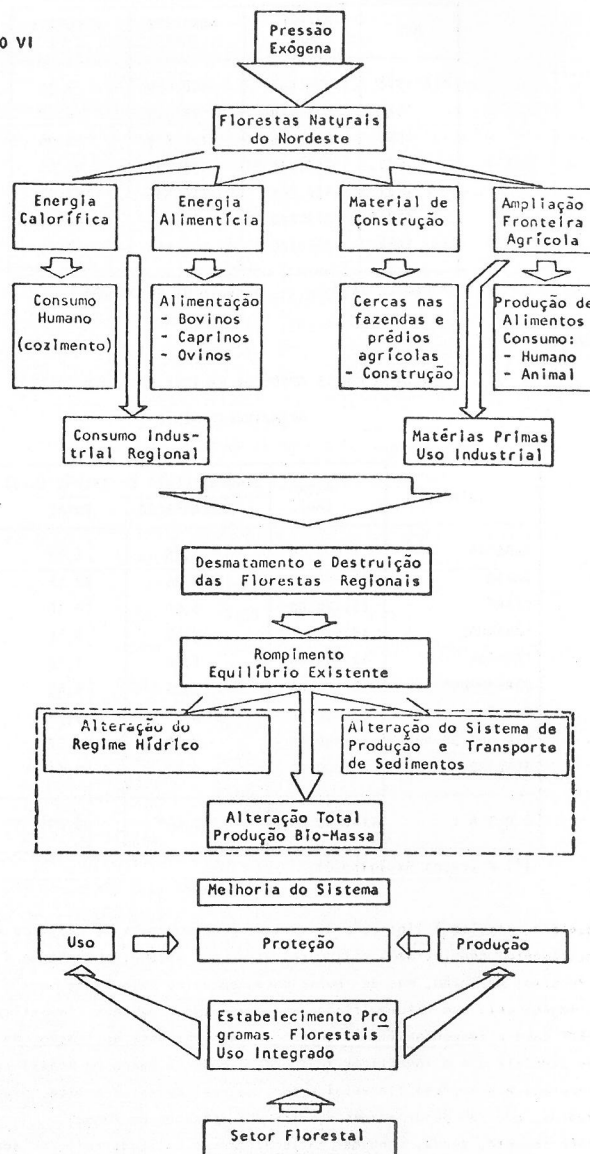 O VI
Pressão
Exógena
Florestas Naturais
do Nordeste
Energia
Calorífica
Energia
Alimentícia
Material de
Construção
Ampliação
Fronteira
Agrícola
Consumo
Humano
(cozimento)
Alimentação
- Bovinos
- Caprinos
- Ovinos
Cercas nas
fazendas e
prédios
agrícolas
- Construção
Produção de
Alimentos
Consumo:
- Humano
- Animal
Consumo Indus-
trial Regional
Matérias Primas
Uso Industrial
Desmatamento e Destruição
das Florestas Regionais
Rompimento
Equilíbrio Existente
Alteração do
Regime Hídrico
Alteração do Sistema de
Produção e Transporte
de Sedimentos
Alteração Total
Produção Bio-Massa
Melhoria do Sistema
Uso
Proteção
Produção
Estabelecimento Pro
gramas Florestais
Uso Integrado
Setor Florestal